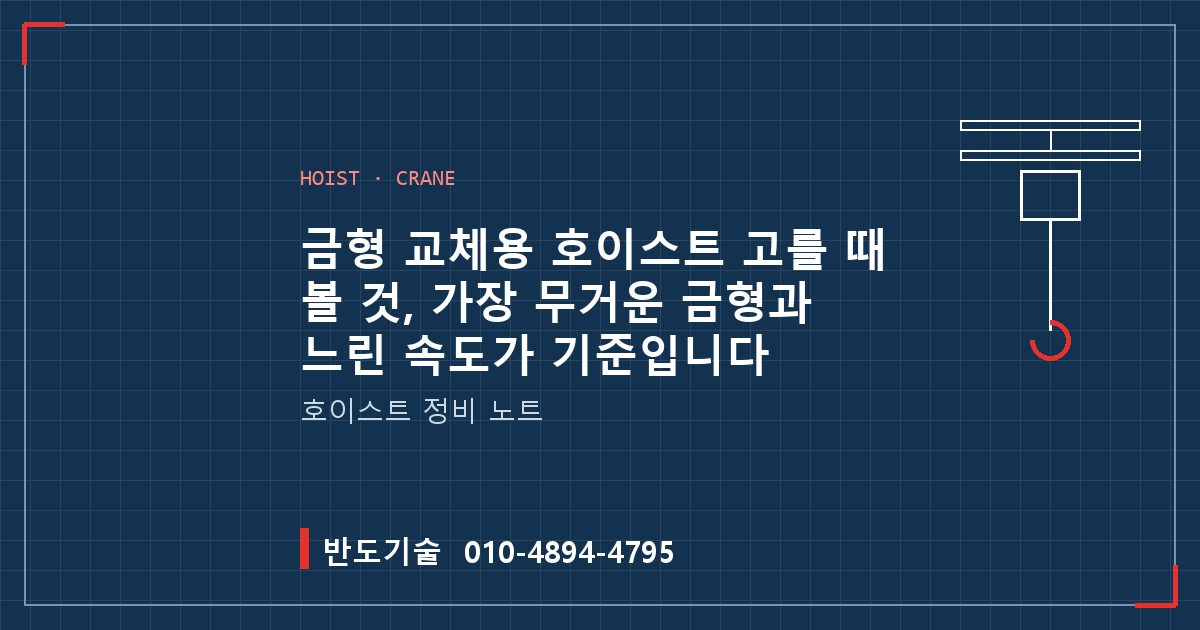 HOIST · CRANE
금형 교체용 호이스트 고를 때
볼 것, 가장 무거운 금형과
느린 속도가 기준입니다
호이스트 정비 노트
반도기술 010-4894-4795